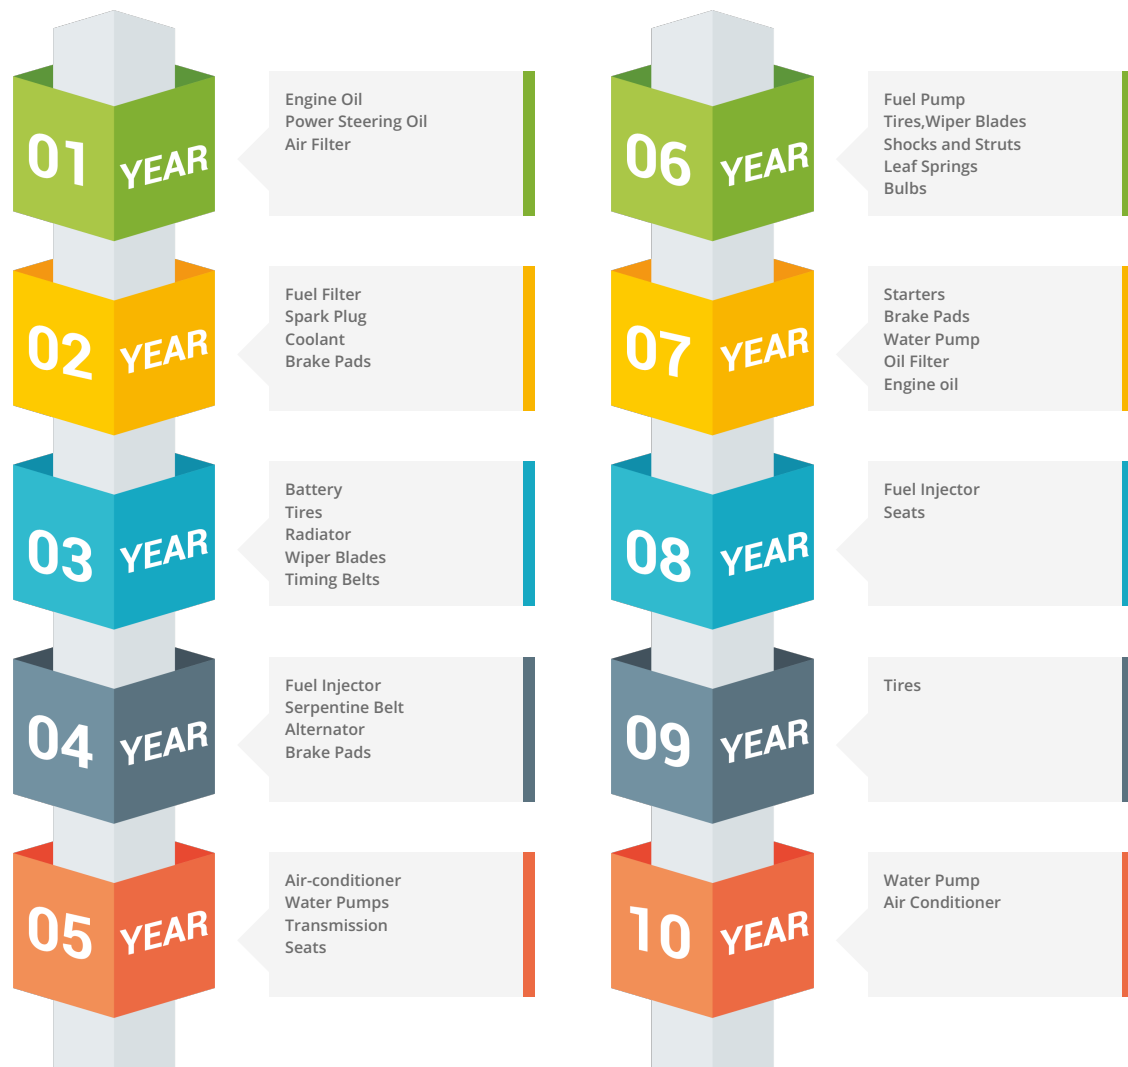 01 YEAR
Engine Oil
Power Steering Oil
Air Filter
02 YEAR
Fuel Filter
Spark Plug
Coolant
Brake Pads
03 YEAR
Battery
Tires
Radiator
Wiper Blades
Timing Belts
04 YEAR
Fuel Injector
Serpentine Belt
Alternator
Brake Pads
05 YEAR
Air-conditioner
Water Pumps
Transmission
Seats
06 YEAR
Fuel Pump
Tires,Wiper Blades
Shocks and Struts
Leaf Springs
Bulbs
07 YEAR
Starters
Brake Pads
Water Pump
Oil Filter
Engine oil
08 YEAR
Fuel Injector
Seats
09 YEAR
Tires
10 YEAR
Water Pump
Air Conditioner